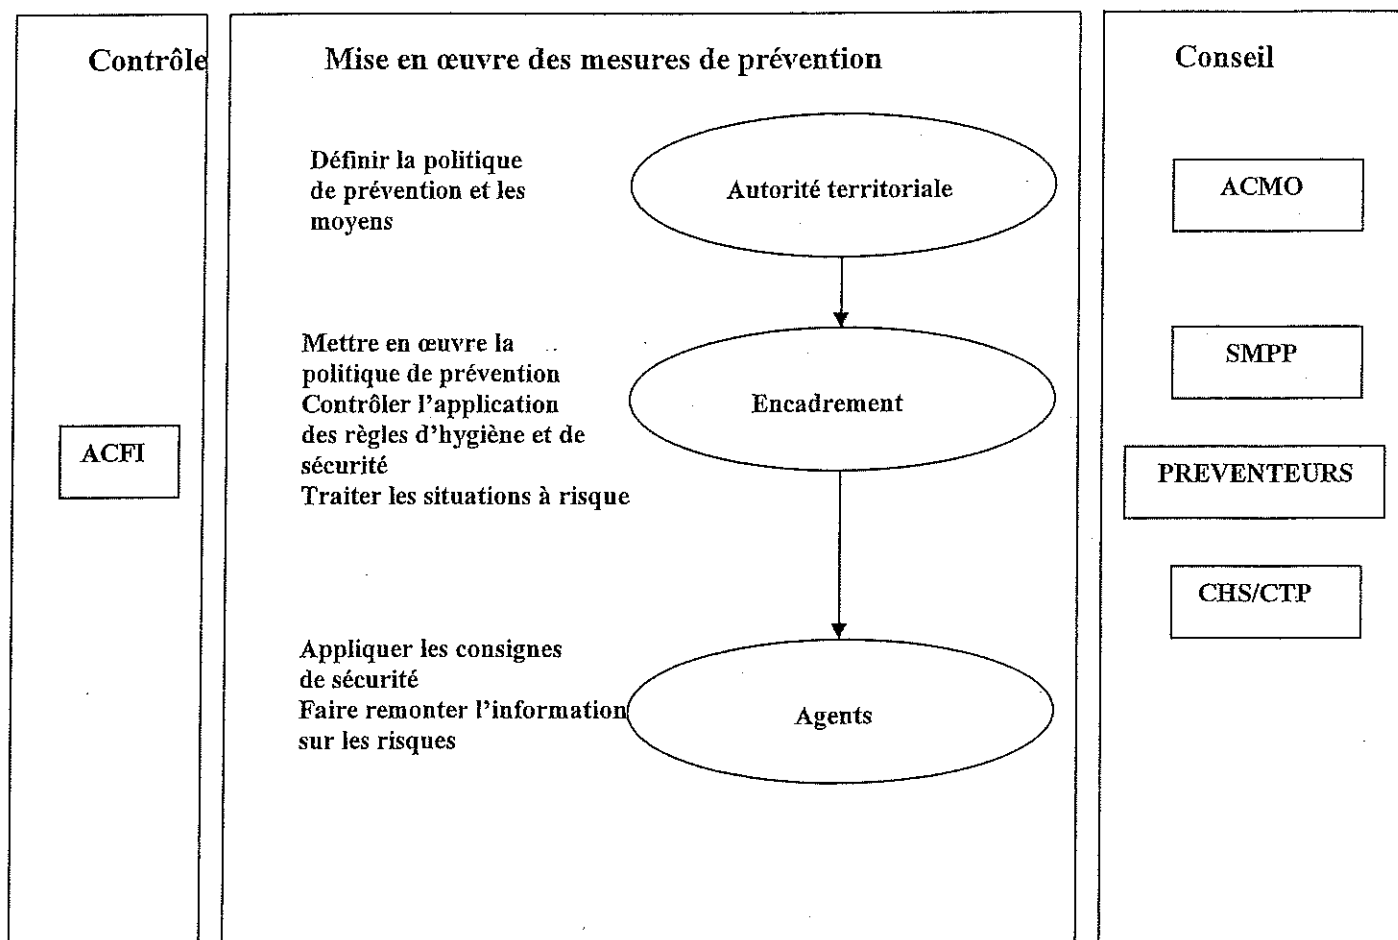 Contrôle
ACFI
Mise en œuvre des mesures de prévention
Définir la politique
de prévention et les
moyens
Autorité territoriale
Mettre en œuvre la
politique de prévention
Contrôler l'application
des règles d'hygiène et de
sécurité
Traiter les situations à risque
Encadrement
Appliquer les consignes
de sécurité
Faire remonter l'information
sur les risques
Agents
Conseil
ACMO
SMPP
PREVENTEURS
CHS/CTP